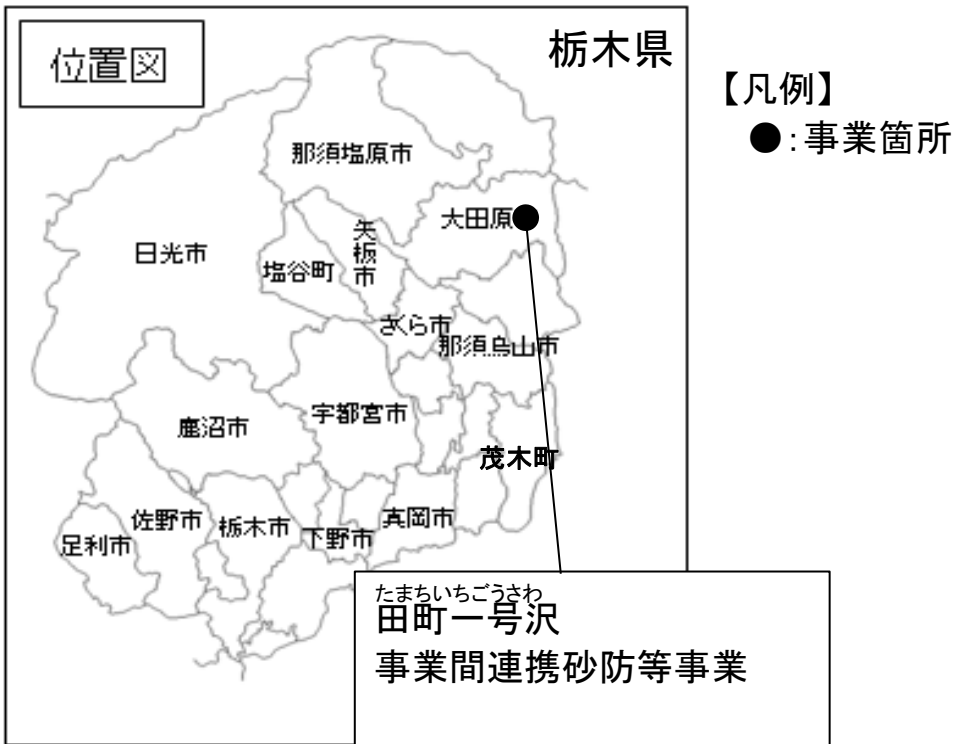 位置図
栃木県
【凡例】
●:事業箇所
那須塩原市
大田原
矢板市
日光市
塩谷町
さくら市
那須烏山市
鹿沼市
宇都宮市
茂木町
佐野市
栃木市
下野市
真岡市
足利市
たまちいちごうさわ
田町一号沢
事業間連携砂防等事業